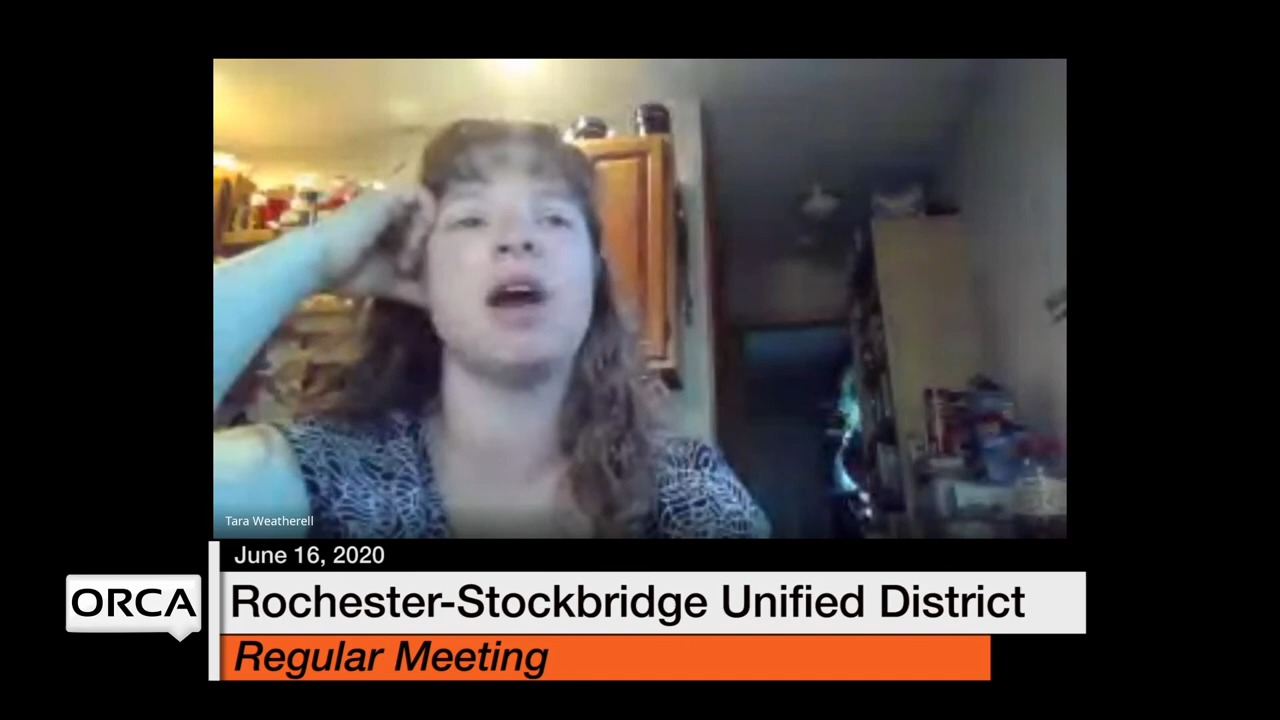 Tara Weatherell
June 16, 2020
ORCA
Rochester-Stockbridge Unified District
Regular Meeting